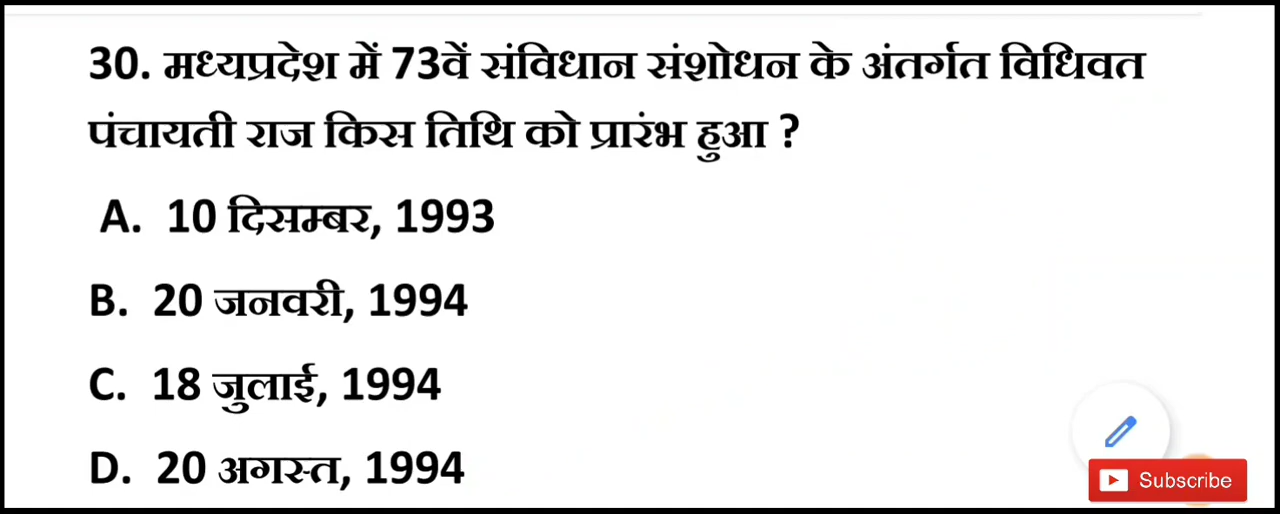 30. मध्यप्रदेश में 73वें संविधान संशोधन के अंतर्गत विधिवत
पंचायती राज किस तिथि को प्रारंभ हुआ ?
A. 10 दिसम्बर, 1993
B. 20 जनवरी, 1994
C. 18 जुलाई, 1994
D. 20 अगस्त, 1994
Subscribe